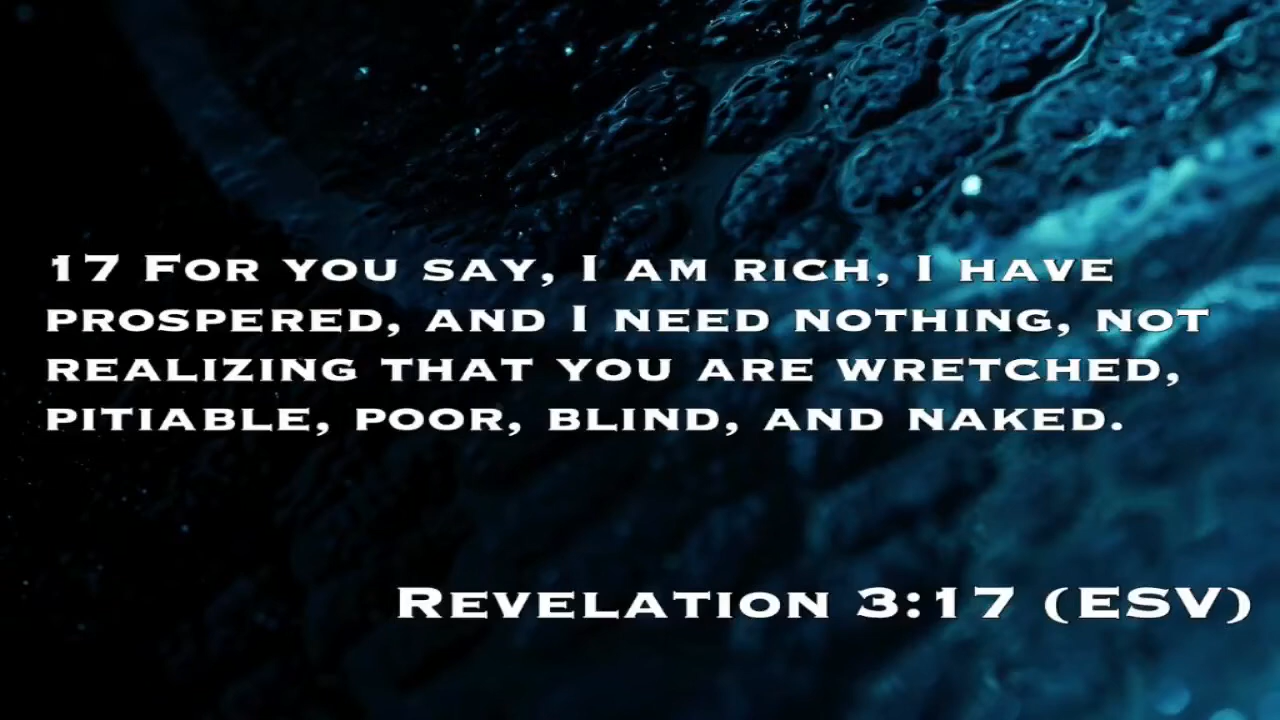 17 For you say, I am rich, I have
prospered, and I need nothing, not
realizing that you are wretched,
pitiable, poor, blind, and naked.
Revelation 3:17 (ESV)